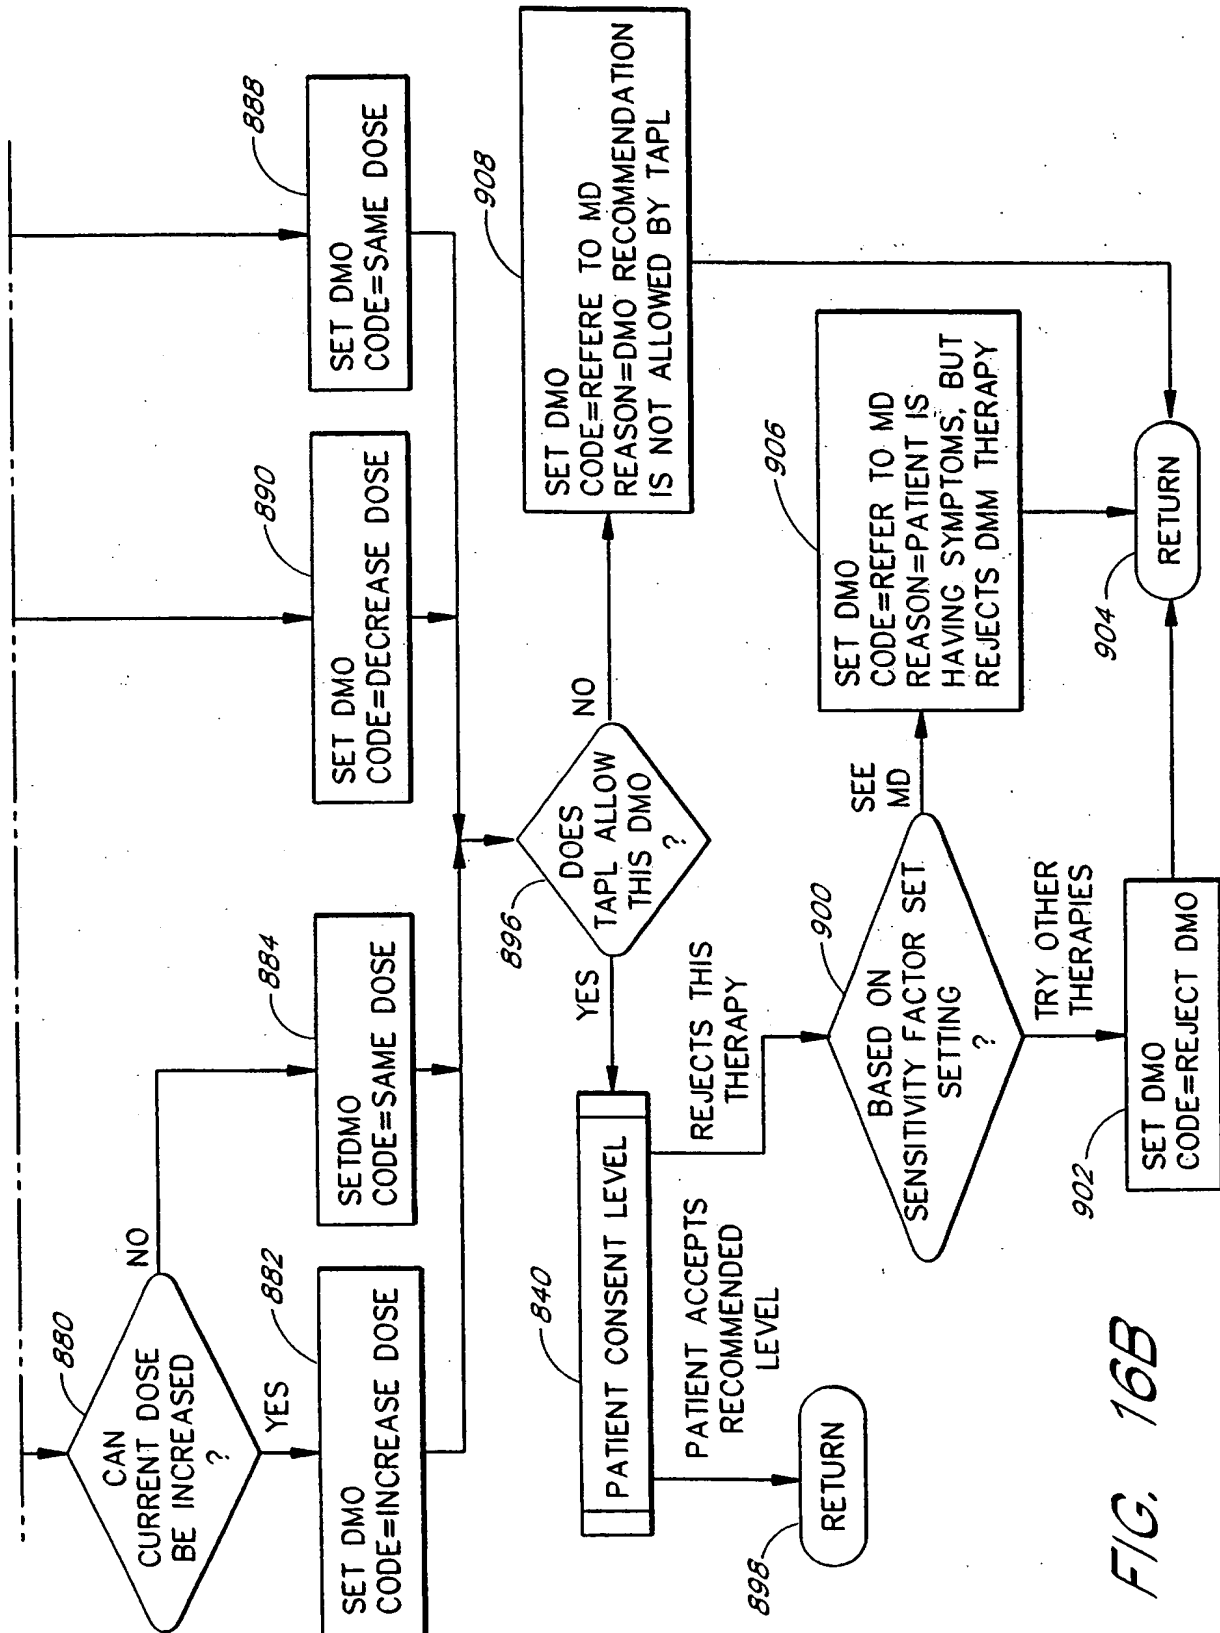 CAN
CURRENT DOSE
BE INCREASED
?
880
NO
YES
882
SET DMO
CODE=INCREASE DOSE
884
SETDMO
CODE=SAME DOSE
890
SET DMO
CODE=DECREASE DOSE
888
SET DMO
CODE=SAME DOSE
896
DOES
TAPL ALLOW
THIS DMO
?
NO
YES
908
SET DMO
CODE=REFERE TO MD
REASON=DMO RECOMMENDATION
IS NOT ALLOWED BY TAPL
840
PATIENT CONSENT LEVEL
PATIENT ACCEPTS
RECOMMENDED
LEVEL
REJECTS THIS
THERAPY
898
RETURN
900
BASED ON
SENSITIVITY FACTOR SET
SETTING
?
SEE
MD
TRY OTHER
THERAPIES
906
SET DMO
CODE=REFER TO MD
REASON=PATIENT IS
HAVING SYMPTOMS, BUT
REJECTS DMM THERAPY
902
SET DMO
CODE=REJECT DMO
904
RETURN
FIG. 16B